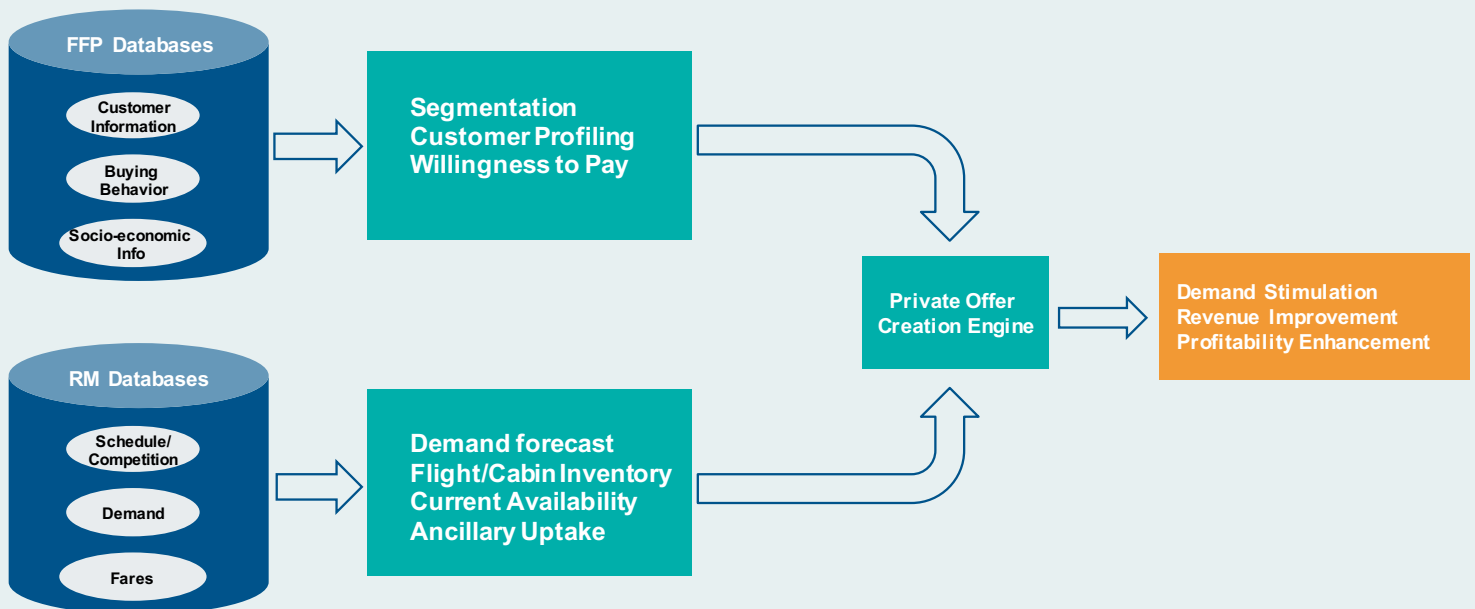 FFP Databases
Customer
Information
Buying
Behavior
Socio-economic
Info
Segmentation
Customer Profiling
Willingness to Pay
RM Databases
Schedule/
Competition
Demand
Fares
Demand forecast
Flight/Cabin Inventory
Current Availability
Ancillary Uptake
Private Offer
Creation Engine
Demand Stimulation
Revenue Improvement
Profitability Enhancement